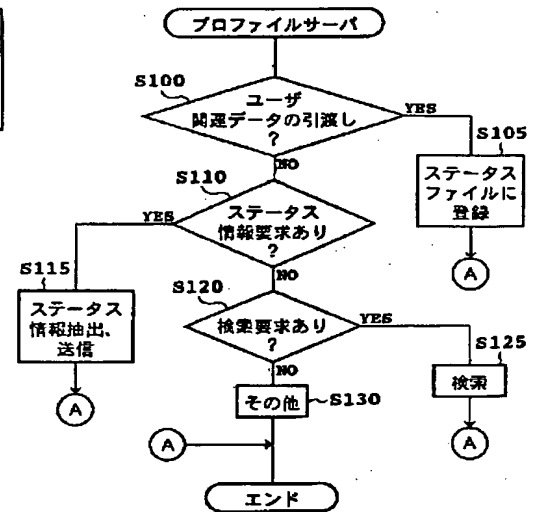 プロファイルサーバ
S100
ユーザ
関連データの引渡し
?
YES
S105
ステータス
ファイルに
登録
A
NO
S110
ステータス
情報要求あり
?
YES
S115
ステータス
情報抽出、
送信
A
NO
S120
検索要求あり
?
YES
S125
検索
A
NO
その他
S130
A
エンド